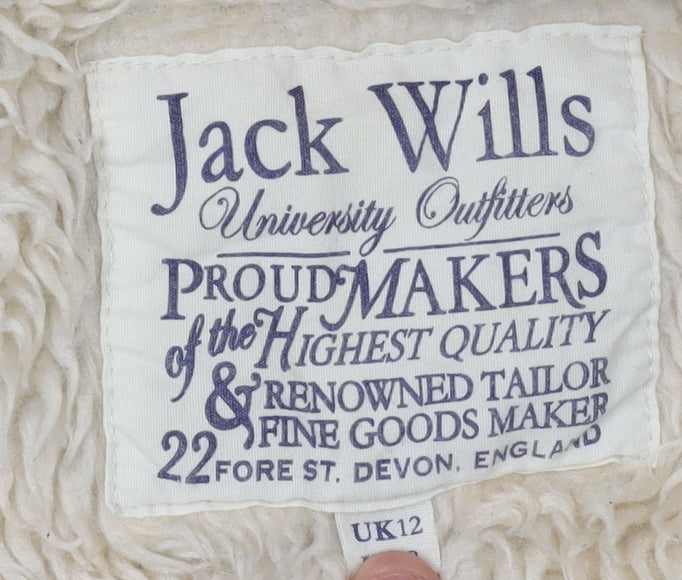 Jack Wills
University Outfitters
PROUD MAKERS
of the HIGHEST QUALITY
& RENOWNED TAILOR
FINE GOODS MAKER
22 FORE ST. DEVON, ENGLAND
UK12